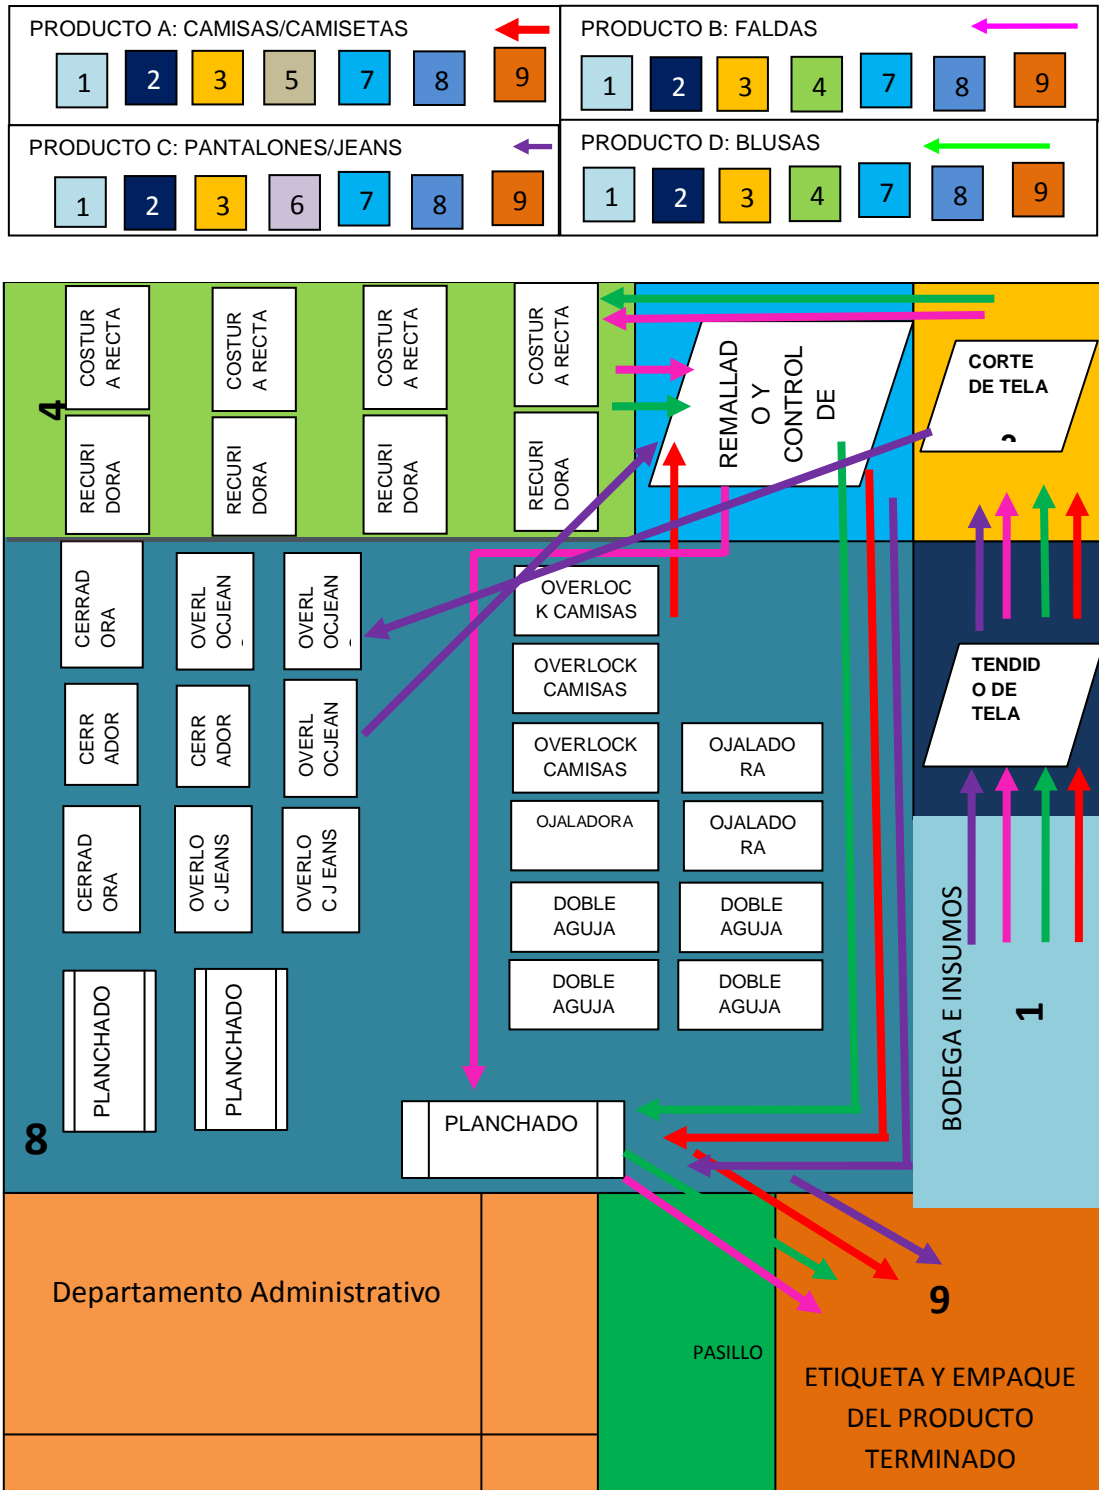 PRODUCTO A: CAMISAS/CAMISETAS
1 2 3 5 7 8 9
PRODUCTO B: FALDAS
1 2 3 4 7 8 9
PRODUCTO C: PANTALONES/JEANS
1 2 3 6 7 8 9
PRODUCTO D: BLUSAS
1 2 3 4 7 8 9
4
COSTUR
A RECTA
COSTUR
A RECTA
COSTUR
A RECTA
COSTUR
A RECTA
RECURI
DORA
RECURI
DORA
RECURI
DORA
RECURI
DORA
REMALLAD
O Y
CONTROL
DE
CORTE
DE TELA
CERRAD
ORA
OVERL
OCJEAN
OVERL
OCJEAN
CERR
ADOR
CERR
ADOR
OVERL
OCJEAN
CERRAD
ORA
OVERLO
C JEANS
OVERLO
C J EANS
OVERLOC
K CAMISAS
OVERLOCK
CAMISAS
OVERLOCK
CAMISAS
OJALADO
RA
OJALADORA
OJALADO
RA
DOBLE
AGUJA
DOBLE
AGUJA
DOBLE
AGUJA
DOBLE
AGUJA
TENDID
O DE
TELA
BODEGA E INSUMOS
1
PLANCHADO
PLANCHADO
PLANCHADO
8
Departamento Administrativo
PASILLO
9
ETIQUETA Y EMPAQUE
DEL PRODUCTO
TERMINADO